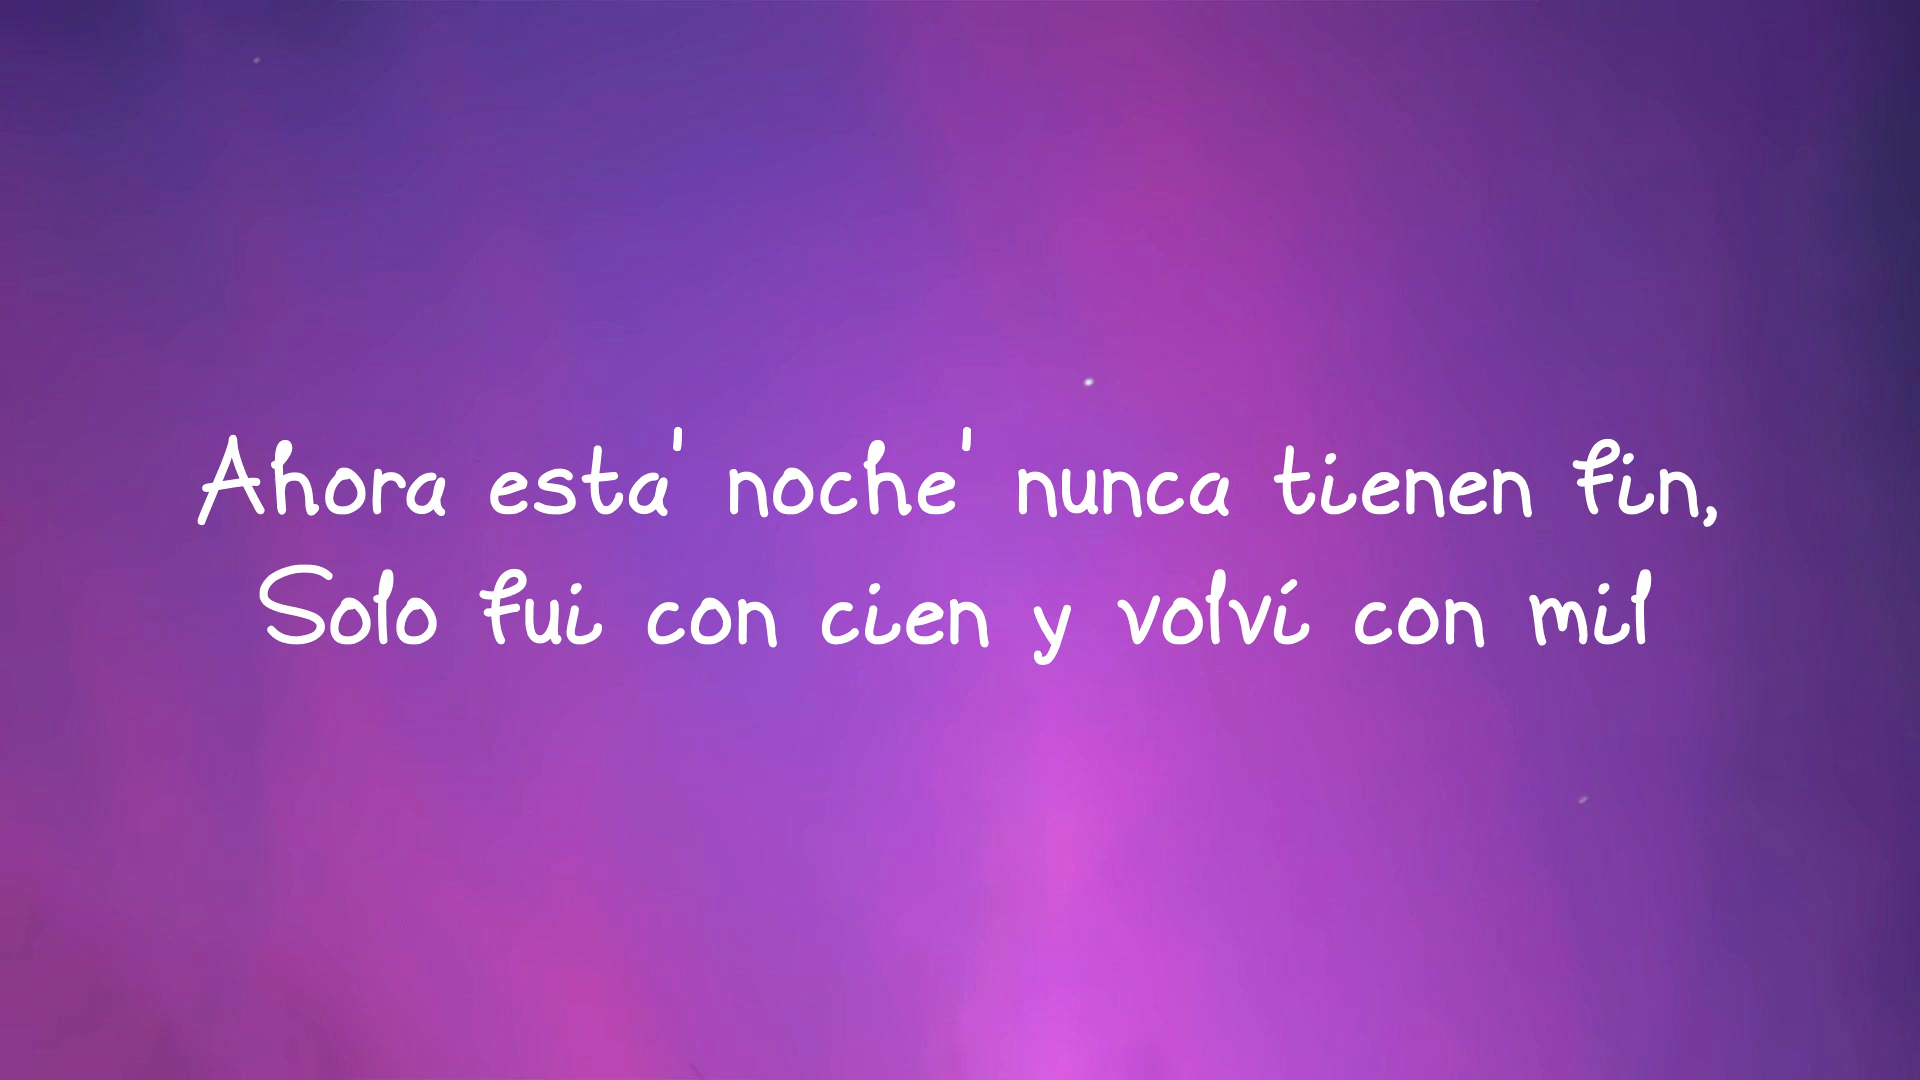 Ahora esta' noche' nunca tienen fin,
Solo fui con cien y volví con mil